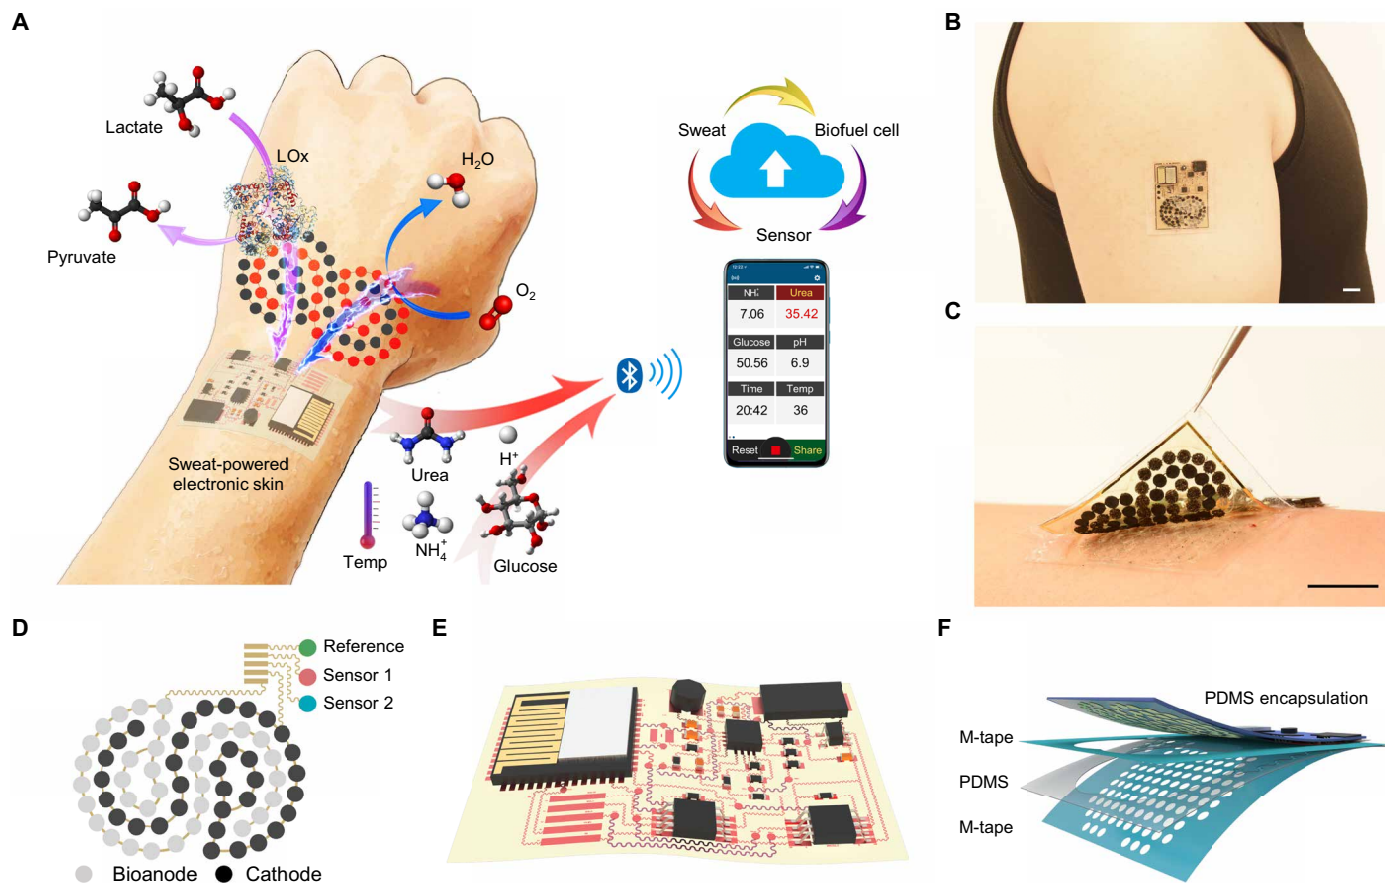 A
Lactate
LOx
H₂O
Pyruvate
O₂
Sweat-powered
electronic skin
Urea
H⁺
Temp
NH₄⁺
Glucose
Sweat
Biofuel cell
Sensor
12:22
NH₄⁺ Urea
7.06 35.42
Glucose pH
50.56 6.9
Time Temp
20:42 36
Reset Share
B
C
D
Reference
Sensor 1
Sensor 2
Bioanode Cathode
E
F
PDMS encapsulation
M-tape
PDMS
M-tape